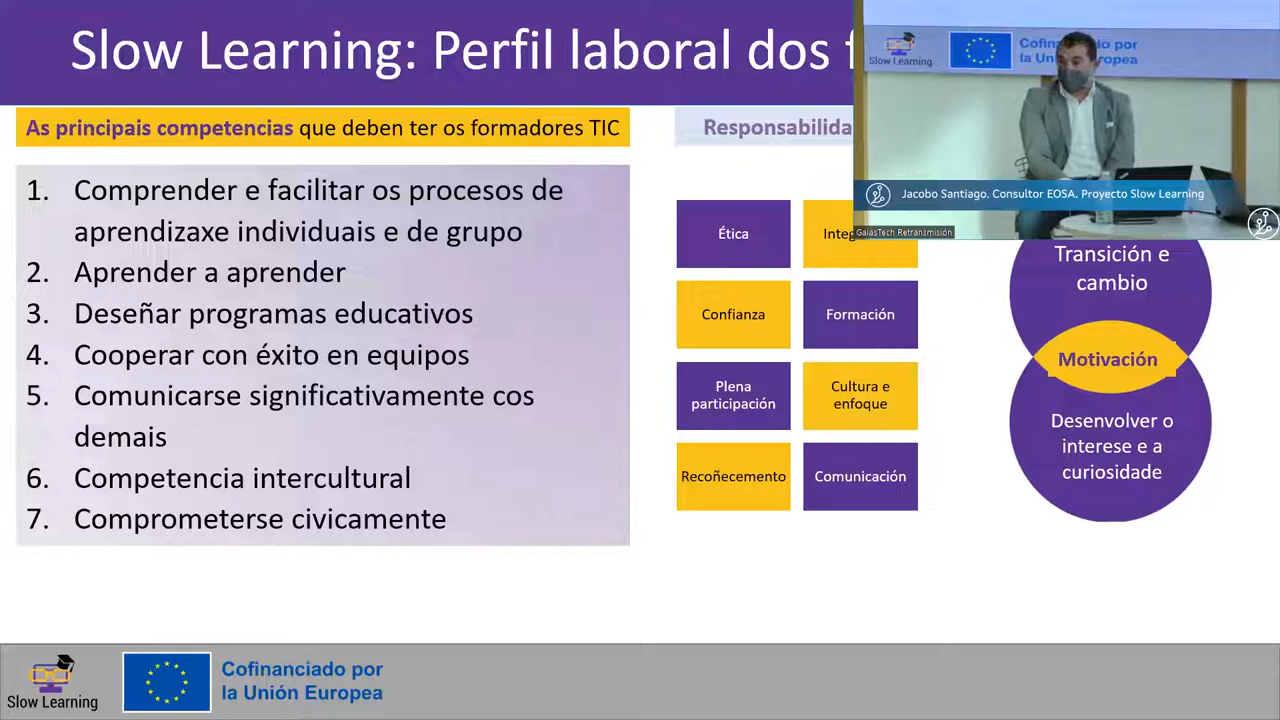 Slow Learning: Perfil laboral dos f
As principais competencias que deben ter os formadores TIC
1. Comprender e facilitar os procesos de
aprendizaxe individuais e de grupo
2. Aprender a aprender
3. Deseñar programas educativos
4. Cooperar con éxito en equipos
5. Comunicarse significativamente cos
demais
6. Competencia intercultural
7. Comprometerse civicamente
Responsabilida
Ética
Integ
Confianza
Formación
Plena
participación
Cultura e
enfoque
Recoñecemento
Comunicación
Transición e
cambio
Motivación
Desenvolver o
interese e a
curiosidade
Slow Learning
Cofinanciado por
la Unión Europea
Jacobo Santiago. Consultor EOSA. Proyecto Slow Learning
GaiásTech Retransmisión
Slow Learning
Cofinanciado por
la Unión Europea